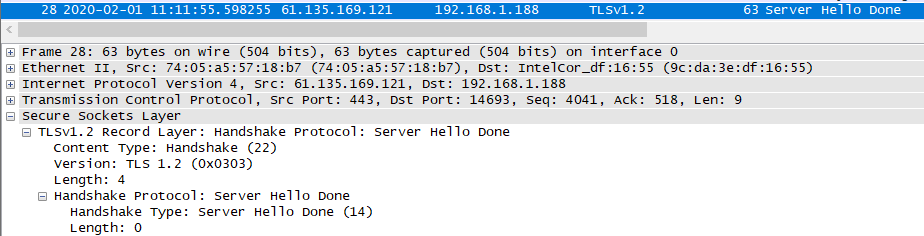 28 2020-02-01 11:11:55.598255 61.135.169.121 192.168.1.188 TLSv1.2 63 Server Hello Done
Frame 28: 63 bytes on wire (504 bits), 63 bytes captured (504 bits) on interface 0
Ethernet II, Src: 74:05:a5:57:18:b7 (74:05:a5:57:18:b7), Dst: IntelCor_df:16:55 (9c:da:3e:df:16:55)
Internet Protocol Version 4, Src: 61.135.169.121, Dst: 192.168.1.188
Transmission Control Protocol, Src Port: 443, Dst Port: 14693, Seq: 4041, Ack: 518, Len: 9
Secure Sockets Layer
TLSv1.2 Record Layer: Handshake Protocol: Server Hello Done
Content Type: Handshake (22)
Version: TLS 1.2 (0x0303)
Length: 4
Handshake Protocol: Server Hello Done
Handshake Type: Server Hello Done (14)
Length: 0